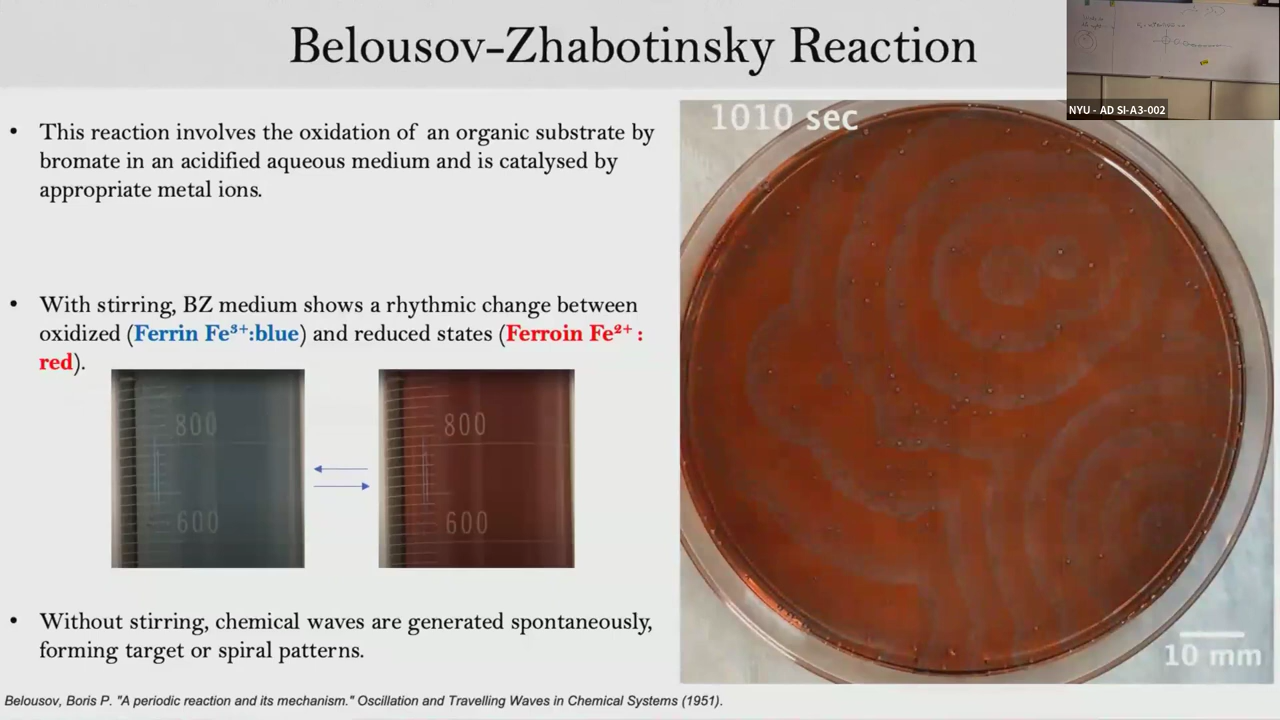 Belousov-Zhabotinsky Reaction
NYU - AD SI-A3-002
• This reaction involves the oxidation of an organic substrate by
bromate in an acidified aqueous medium and is catalysed by
appropriate metal ions.
• With stirring, BZ medium shows a rhythmic change between
oxidized (Ferrin Fe³⁺:blue) and reduced states (Ferroin Fe²⁺ :
red).
800
600
800
600
• Without stirring, chemical waves are generated spontaneously,
forming target or spiral patterns.
1010 sec
10 mm
Belousov, Boris P. "A periodic reaction and its mechanism." Oscillation and Travelling Waves in Chemical Systems (1951).